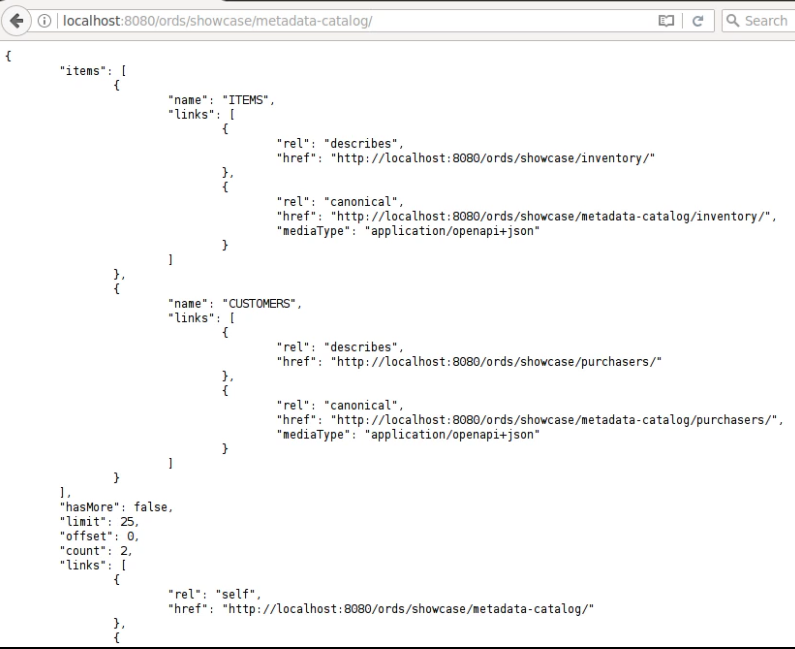 localhost:8080/ords/showcase/metadata-catalog/ Search
{
"items": [
{
"name": "ITEMS",
"links": [
{
"rel": "describes",
"href": "http://localhost:8080/ords/showcase/inventory/"
},
{
"rel": "canonical",
"href": "http://localhost:8080/ords/showcase/metadata-catalog/inventory/",
"mediaType": "application/openapi+json"
}
]
},
{
"name": "CUSTOMERS",
"links": [
{
"rel": "describes",
"href": "http://localhost:8080/ords/showcase/purchasers/"
},
{
"rel": "canonical",
"href": "http://localhost:8080/ords/showcase/metadata-catalog/purchasers/",
"mediaType": "application/openapi+json"
}
]
}
],
"hasMore": false,
"limit": 25,
"offset": 0,
"count": 2,
"links": [
{
"rel": "self",
"href": "http://localhost:8080/ords/showcase/metadata-catalog/"
},
{